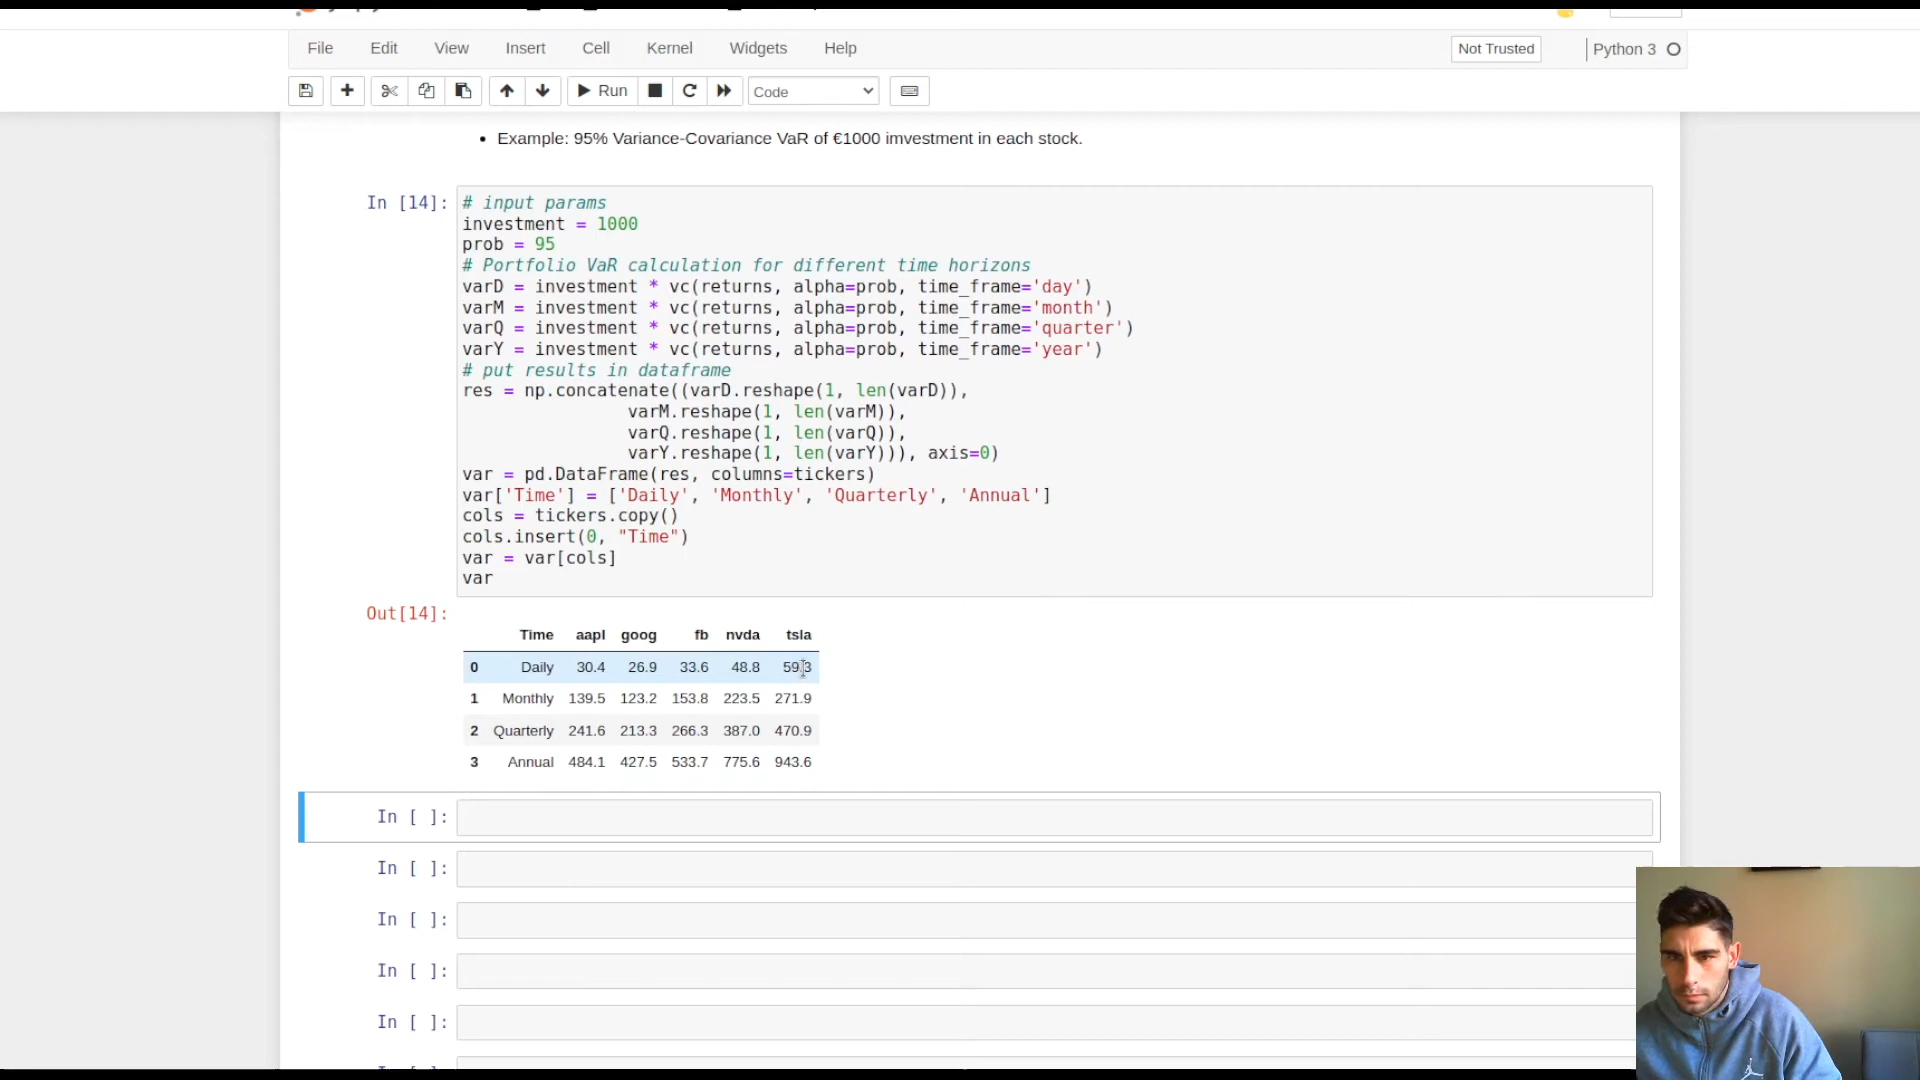 File Edit View Insert Cell Kernel Widgets Help Not Trusted Python 3
Run Code
• Example: 95% Variance-Covariance VaR of €1000 imvestment in each stock.
In [14]: # input params
investment = 1000
prob = 95
# Portfolio VaR calculation for different time horizons
varD = investment * vc(returns, alpha=prob, time_frame='day')
varM = investment * vc(returns, alpha=prob, time_frame='month')
varQ = investment * vc(returns, alpha=prob, time_frame='quarter')
varY = investment * vc(returns, alpha=prob, time_frame='year')
# put results in dataframe
res = np.concatenate((varD.reshape(1, len(varD)),
varM.reshape(1, len(varM)),
varQ.reshape(1, len(varQ)),
varY.reshape(1, len(varY))), axis=0)
var = pd.DataFrame(res, columns=tickers)
var['Time'] = ['Daily', 'Monthly', 'Quarterly', 'Annual']
cols = tickers.copy()
cols.insert(0, "Time")
var = var[cols]
var
Out[14]:
Time aapl goog fb nvda tsla
0 Daily 30.4 26.9 33.6 48.8 59.3
1 Monthly 139.5 123.2 153.8 223.5 271.9
2 Quarterly 241.6 213.3 266.3 387.0 470.9
3 Annual 484.1 427.5 533.7 775.6 943.6
In [ ]:
In [ ]:
In [ ]:
In [ ]:
In [ ]: